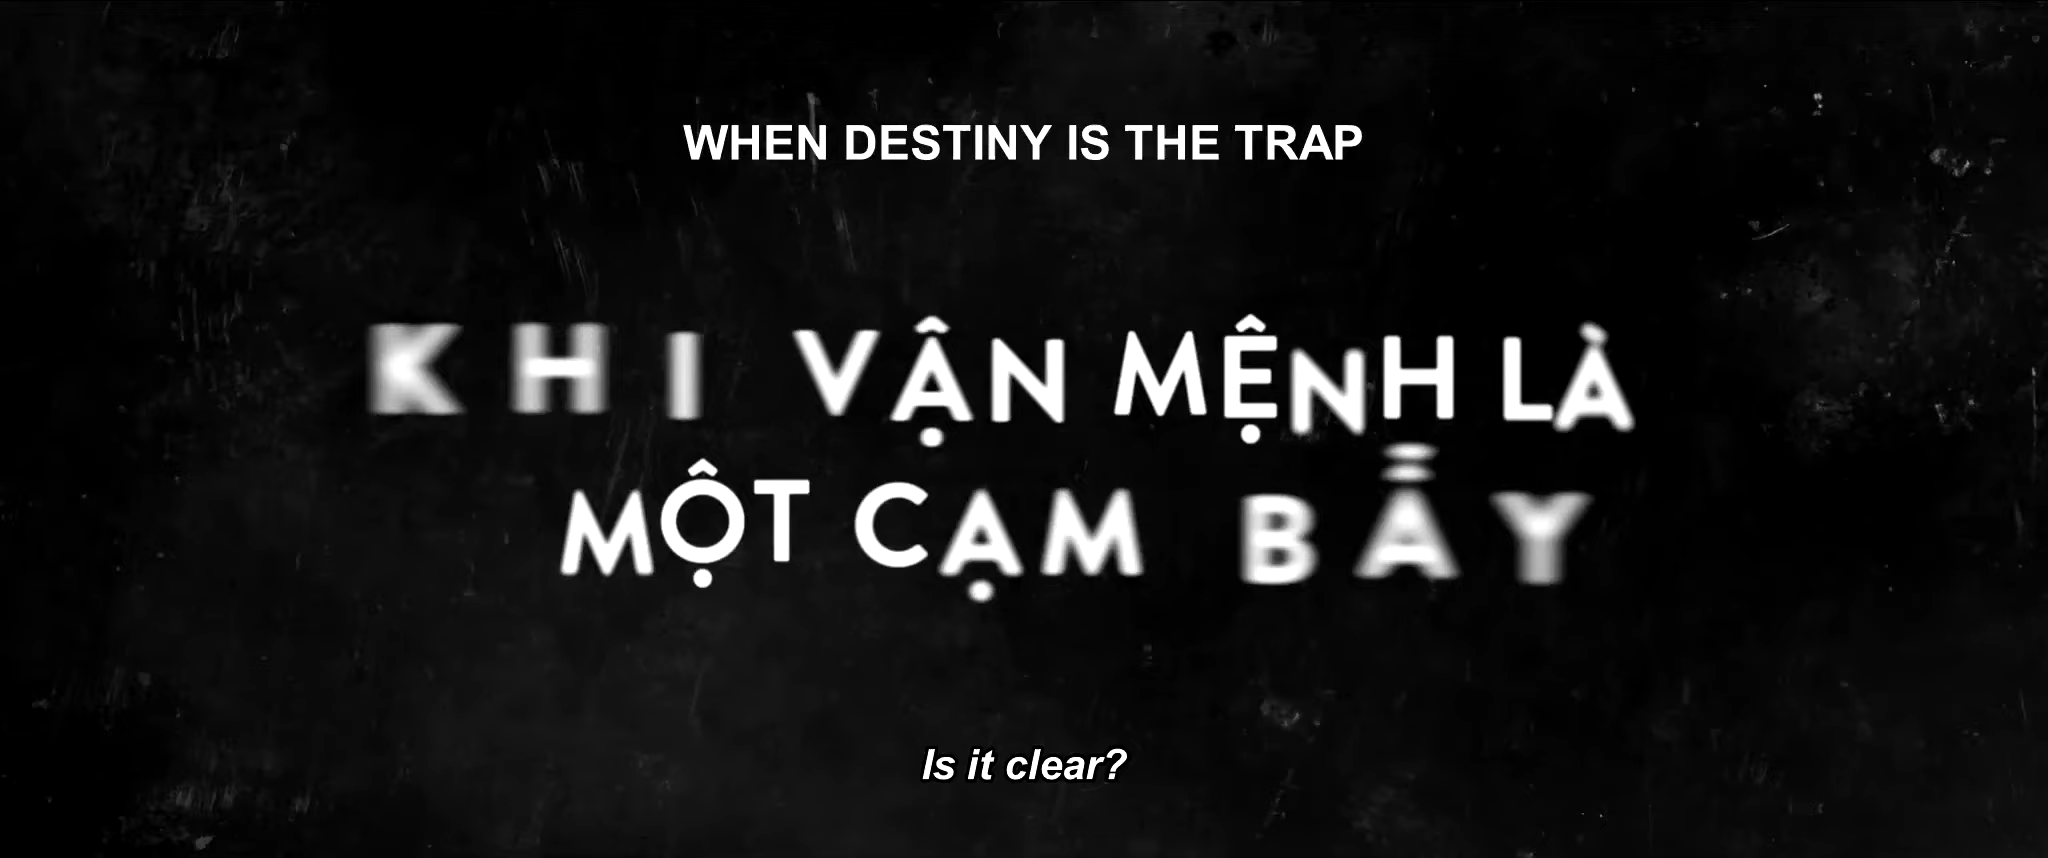 WHEN DESTINY IS THE TRAP
KHI VẬN MỆNH LÀ
MỘT CẠM BẪY
Is it clear?